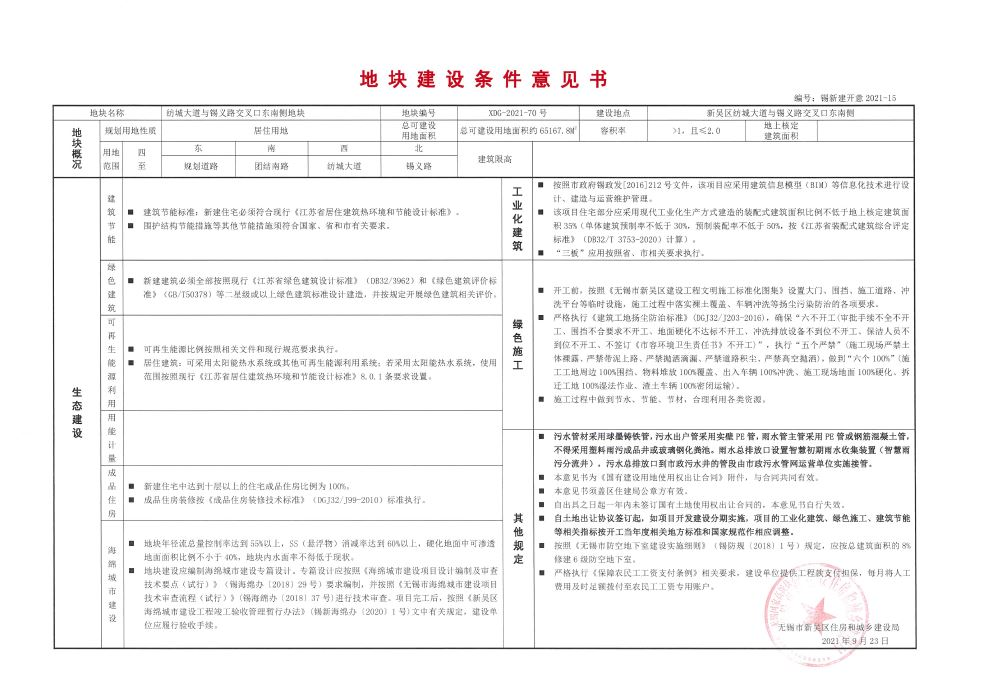 地块建设条件意见书
编号：锡新建开意 2021-15
地块名称 纺城大道与锡义路交叉口东南侧地块 地块编号 XDG-2021-70 号 建设地点 新吴区纺城大道与锡义路交叉口东南侧
地块概况
规划用地性质 居住用地 总可建设用地面积 总可建设用地面积约 65167.8㎡ 容积率 >1，且≤2.0 地上核定建筑面积
用地范围 四至 东 南 西 北 建筑限高
规划道路 团结南路 纺城大道 锡义路
生态建设
建筑节能
■ 建筑节能标准：新建住宅必须符合现行《江苏省居住建筑热环境和节能设计标准》。
■ 围护结构节能措施等其他节能措施须符合国家、省和市有关要求。
绿色建筑
■ 新建建筑必须全部按照现行《江苏省绿色建筑设计标准》（DB32/3962）和《绿色建筑评价标
准》（GB/T50378）等二星级或以上绿色建筑标准设计建造，并按规定开展绿色建筑相关评价。
可再生能源利用
■ 可再生能源比例按照相关文件和现行规范要求执行。
■ 居住建筑：可采用太阳能热水系统或其他可再生能源利用系统；若采用太阳能热水系统，使用
范围按照现行《江苏省居住建筑热环境和节能设计标准》8.0.1 条要求设置。
用能计量
成品住房
■ 新建住宅中达到十层以上的住宅成品住房比例为 100%。
■ 成品住房装修按《成品住房装修技术标准》（DGJ32/J99-2010）标准执行。
海绵城市建设
■ 地块年径流总量控制率达到 55%以上，SS（悬浮物）消减率达到 60%以上，硬化地面中可渗透
地面面积比例不小于 40%，地块内水面率不得低于现状。
■ 地块建设应编制海绵城市建设专篇设计。专篇设计应按照《海绵城市建设项目设计编制及审查
技术要点（试行）》（锡海绵办〔2018〕29 号）要求编制，并按照《无锡市海绵城市建设项目
技术审查流程（试行）》（锡海绵办〔2018〕37 号）进行技术审查。项目完工后，按照《新吴区
海绵城市建设工程竣工验收管理暂行办法》（锡新海绵办（2020）1 号）文中有关规定，建设单
位应履行验收手续。
工业化建筑
■ 按照市政府锡政发[2016]212 号文件，该项目应采用建筑信息模型（BIM）等信息化技术进行设
计、建造与运营维护管理。
■ 该项目住宅部分应采用现代工业化生产方式建造的装配式建筑面积比例不低于地上核定建筑面
积 35%（单体建筑预制率不低于 30%，预制装配率不低于 50%，按《江苏省装配式建筑综合评定
标准》（DB32/T 3753-2020）计算）。
■ “三板”应用按照省、市相关要求执行。
绿色施工
■ 开工前，按照《无锡市新吴区建设工程文明施工标准化图集》设置大门、围挡、施工道路、冲
洗平台等临时设施，施工过程中落实裸土覆盖、车辆冲洗等扬尘污染防治的各项要求。
■ 严格执行《建筑工地扬尘防治标准》(DGJ32/J203-2016)，确保“六不开工(审批手续不全不开
工、围挡不合要求不开工、地面硬化不达标不开工、冲洗排放设备不到位不开工、保洁人员不
到位不开工、不签订《市容环境卫生责任书》不开工)”，执行“五个严禁”（施工现场严禁土
体裸露、严禁带泥上路、严禁抛洒滴漏、严禁道路积尘、严禁高空抛洒)，做到“六个 100%”（施
工工地周边 100%围挡、物料堆放 100%覆盖、出入车辆 100%冲洗、施工现场地面 100%硬化、拆
迁工地 100%湿法作业、渣土车辆 100%密闭运输)。
■ 施工过程中做到节水、节能、节材，合理利用各类资源。
其他规定
■ 污水管材采用球墨铸铁管，污水出户管采用实壁 PE 管，雨水管主管采用 PE 管或钢筋混凝土管，
不得采用塑料雨污成品井或玻璃钢化粪池。雨水总排放口设置智慧初期雨水收集装置（智慧雨
污分流井），污水总排放口到市政污水井的管段由市政污水管网运营单位实施接管。
■ 本意见书为《国有建设用地使用权出让合同》附件，与合同共同有效。
■ 本意见书须盖区住建局公章方有效。
■ 自出具之日起一年内未签订国有土地使用权出让合同的，本意见书自行失效。
■ 自土地出让协议签订起，如项目开发建设分期实施，项目的工业化建筑、绿色施工、建筑节能
等相关指标按开工当年度相关地方标准和国家规范作相应调整。
■ 按照《无锡市防空地下室建设实施细则》（锡防规〔2018〕1 号）规定，应按总建筑面积的 8%
修建 6 级防空地下室。
■ 严格执行《保障农民工工资支付条例》相关要求，建设单位提供工程款支付担保，每月将人工
费用及时足额拨付至农民工工资专用账户。
无锡市新吴区住房和城乡建设局
2021 年 9 月 23 日